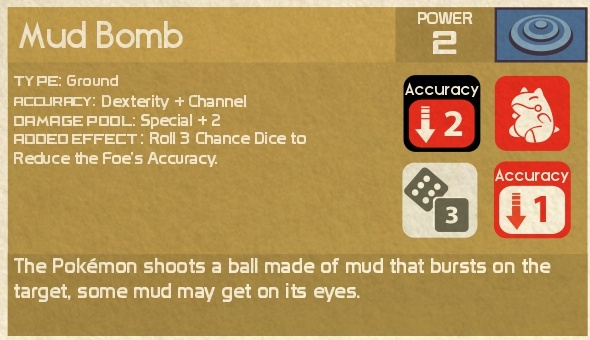 Mud Bomb
POWER
2
TYPE: Ground
ACCURACY: Dexterity + Channel
DAMAGE POOL: Special + 2
ADDED EFFECT: Roll 3 Chance Dice to
Reduce the Foe's Accuracy.
Accuracy
2
3
Accuracy
1
The Pokémon shoots a ball made of mud that bursts on the
target, some mud may get on its eyes.